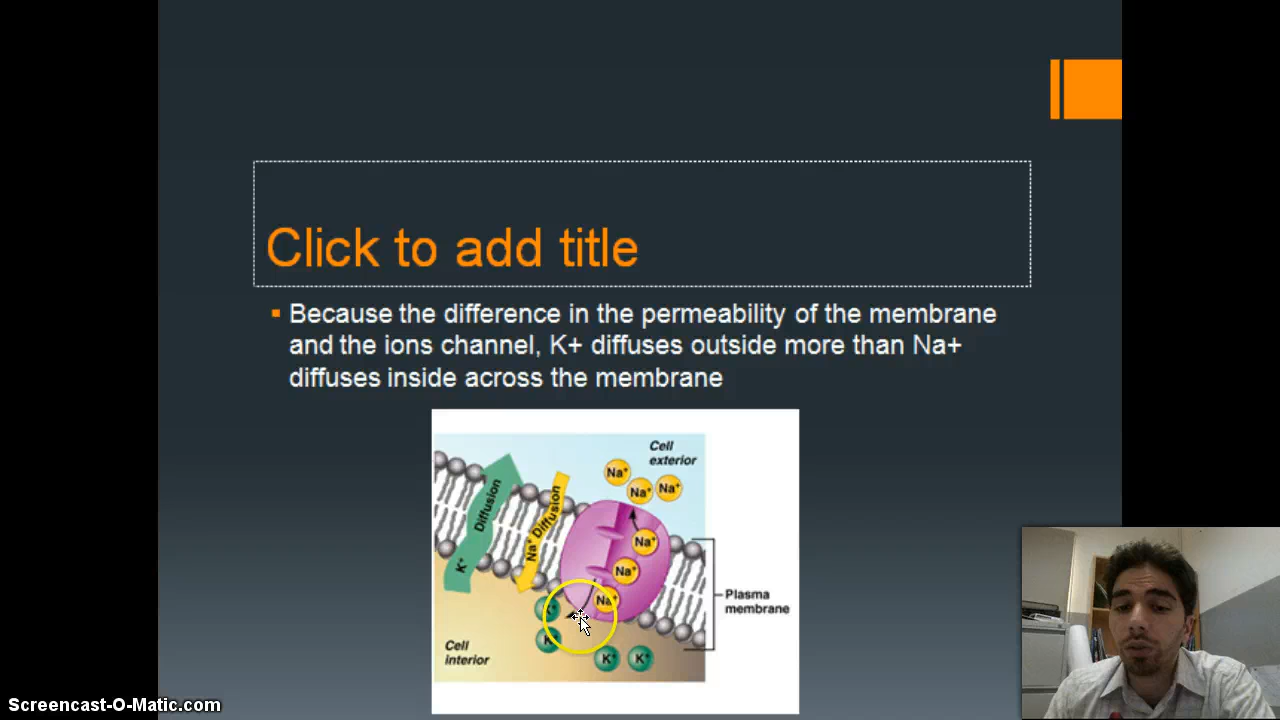 Click to add title
Because the difference in the permeability of the membrane
and the ions channel, K+ diffuses outside more than Na+
diffuses inside across the membrane
Cell
exterior
Na⁺
Na⁺
Na⁺
K⁺ Diffusion
Na⁺ Diffusion
Na⁺
Na⁺
Na⁺
K⁺
K⁺
K⁺
K⁺
Plasma
membrane
Cell
interior
Screencast-O-Matic.com